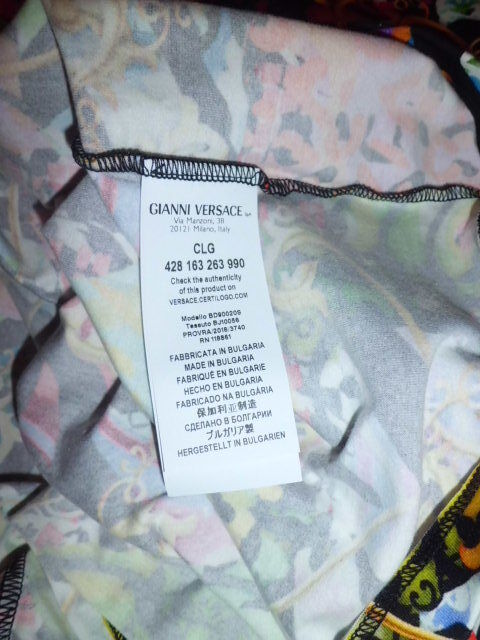 GIANNI VERSACE
Via Manzoni, 38
20121 Milano, Italy
CLG
428 163 263 990
Check the authenticity
of this product on
VERSACE.CERTILOGO.COM
Modello BD90020S
Tessuto BJ10056
PROVRA/2016/3740
RN 118861
FABBRICATA IN BULGARIA
MADE IN BULGARIA
FABRIQUÉ EN BULGARIE
HECHO EN BULGARIA
FABRICADO NA BULGÁRIA
保加利亚制造
СДЕЛАНО В БОЛГАРИИ
ブルガリア製
HERGESTELLT IN BULGARIEN